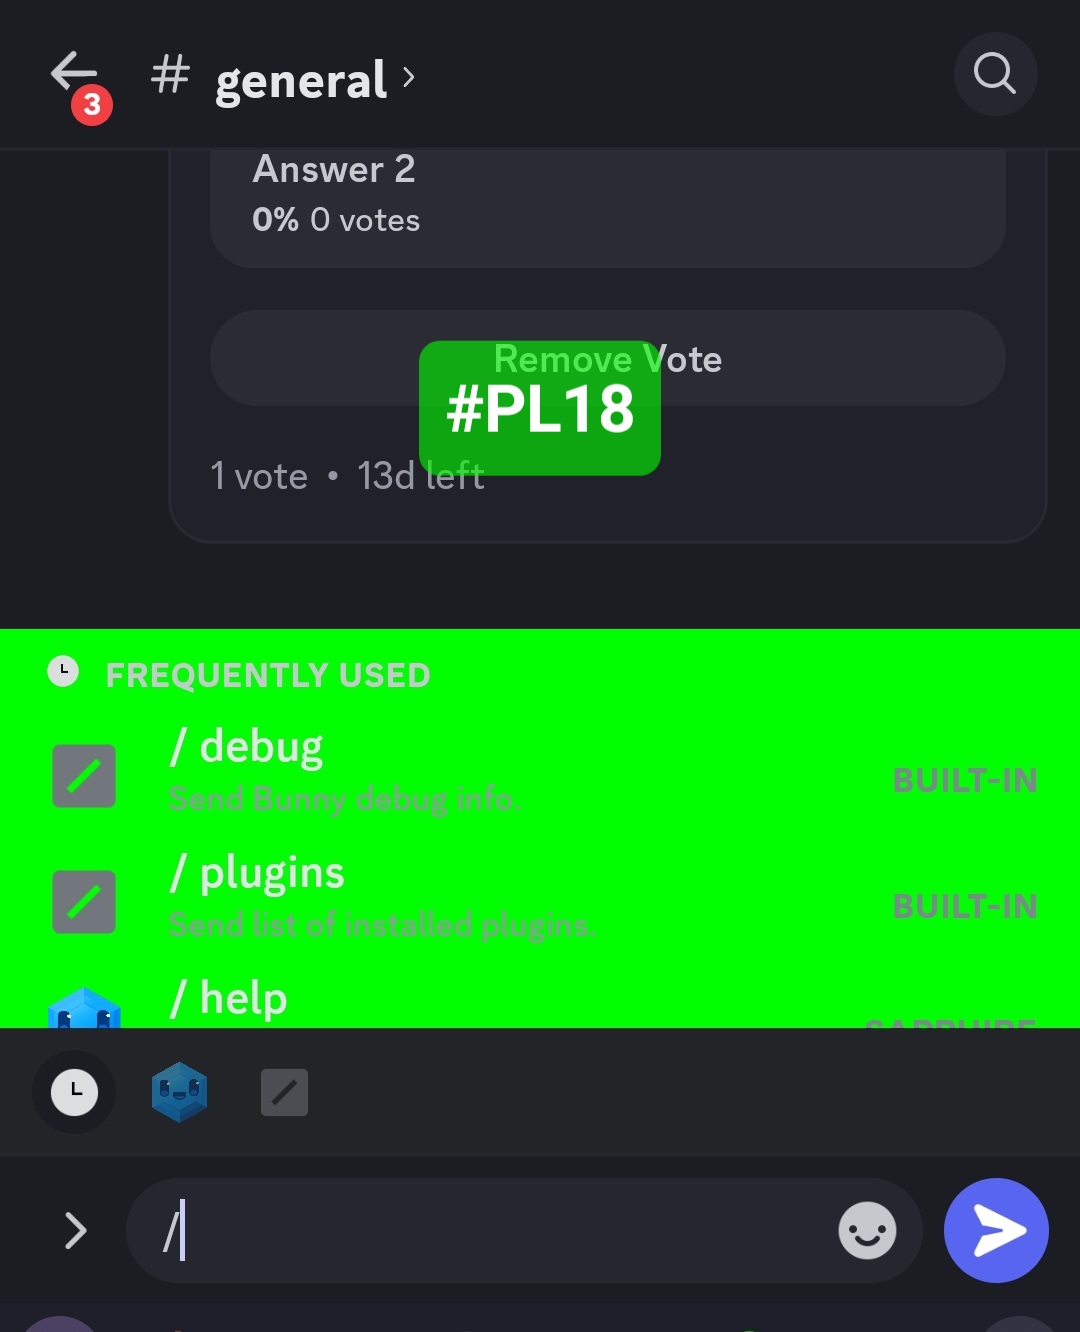 3
# general
Answer 2
0% 0 votes
Remove Vote
#PL18
1 vote • 13d left
FREQUENTLY USED
/ debug
Send Bunny debug info.
BUILT-IN
/ plugins
Send list of installed plugins.
BUILT-IN
/ help
SAPPHIRE
/